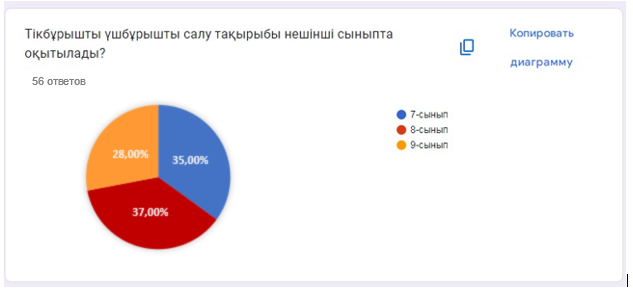 Тікбұрышты үшбұрышты салу тақырыбы нешінші сыныпта
оқытылады?
Копировать
диаграмму
56 ответов
7-сынып
8-сынып
9-сынып
28,00%
35,00%
37,00%